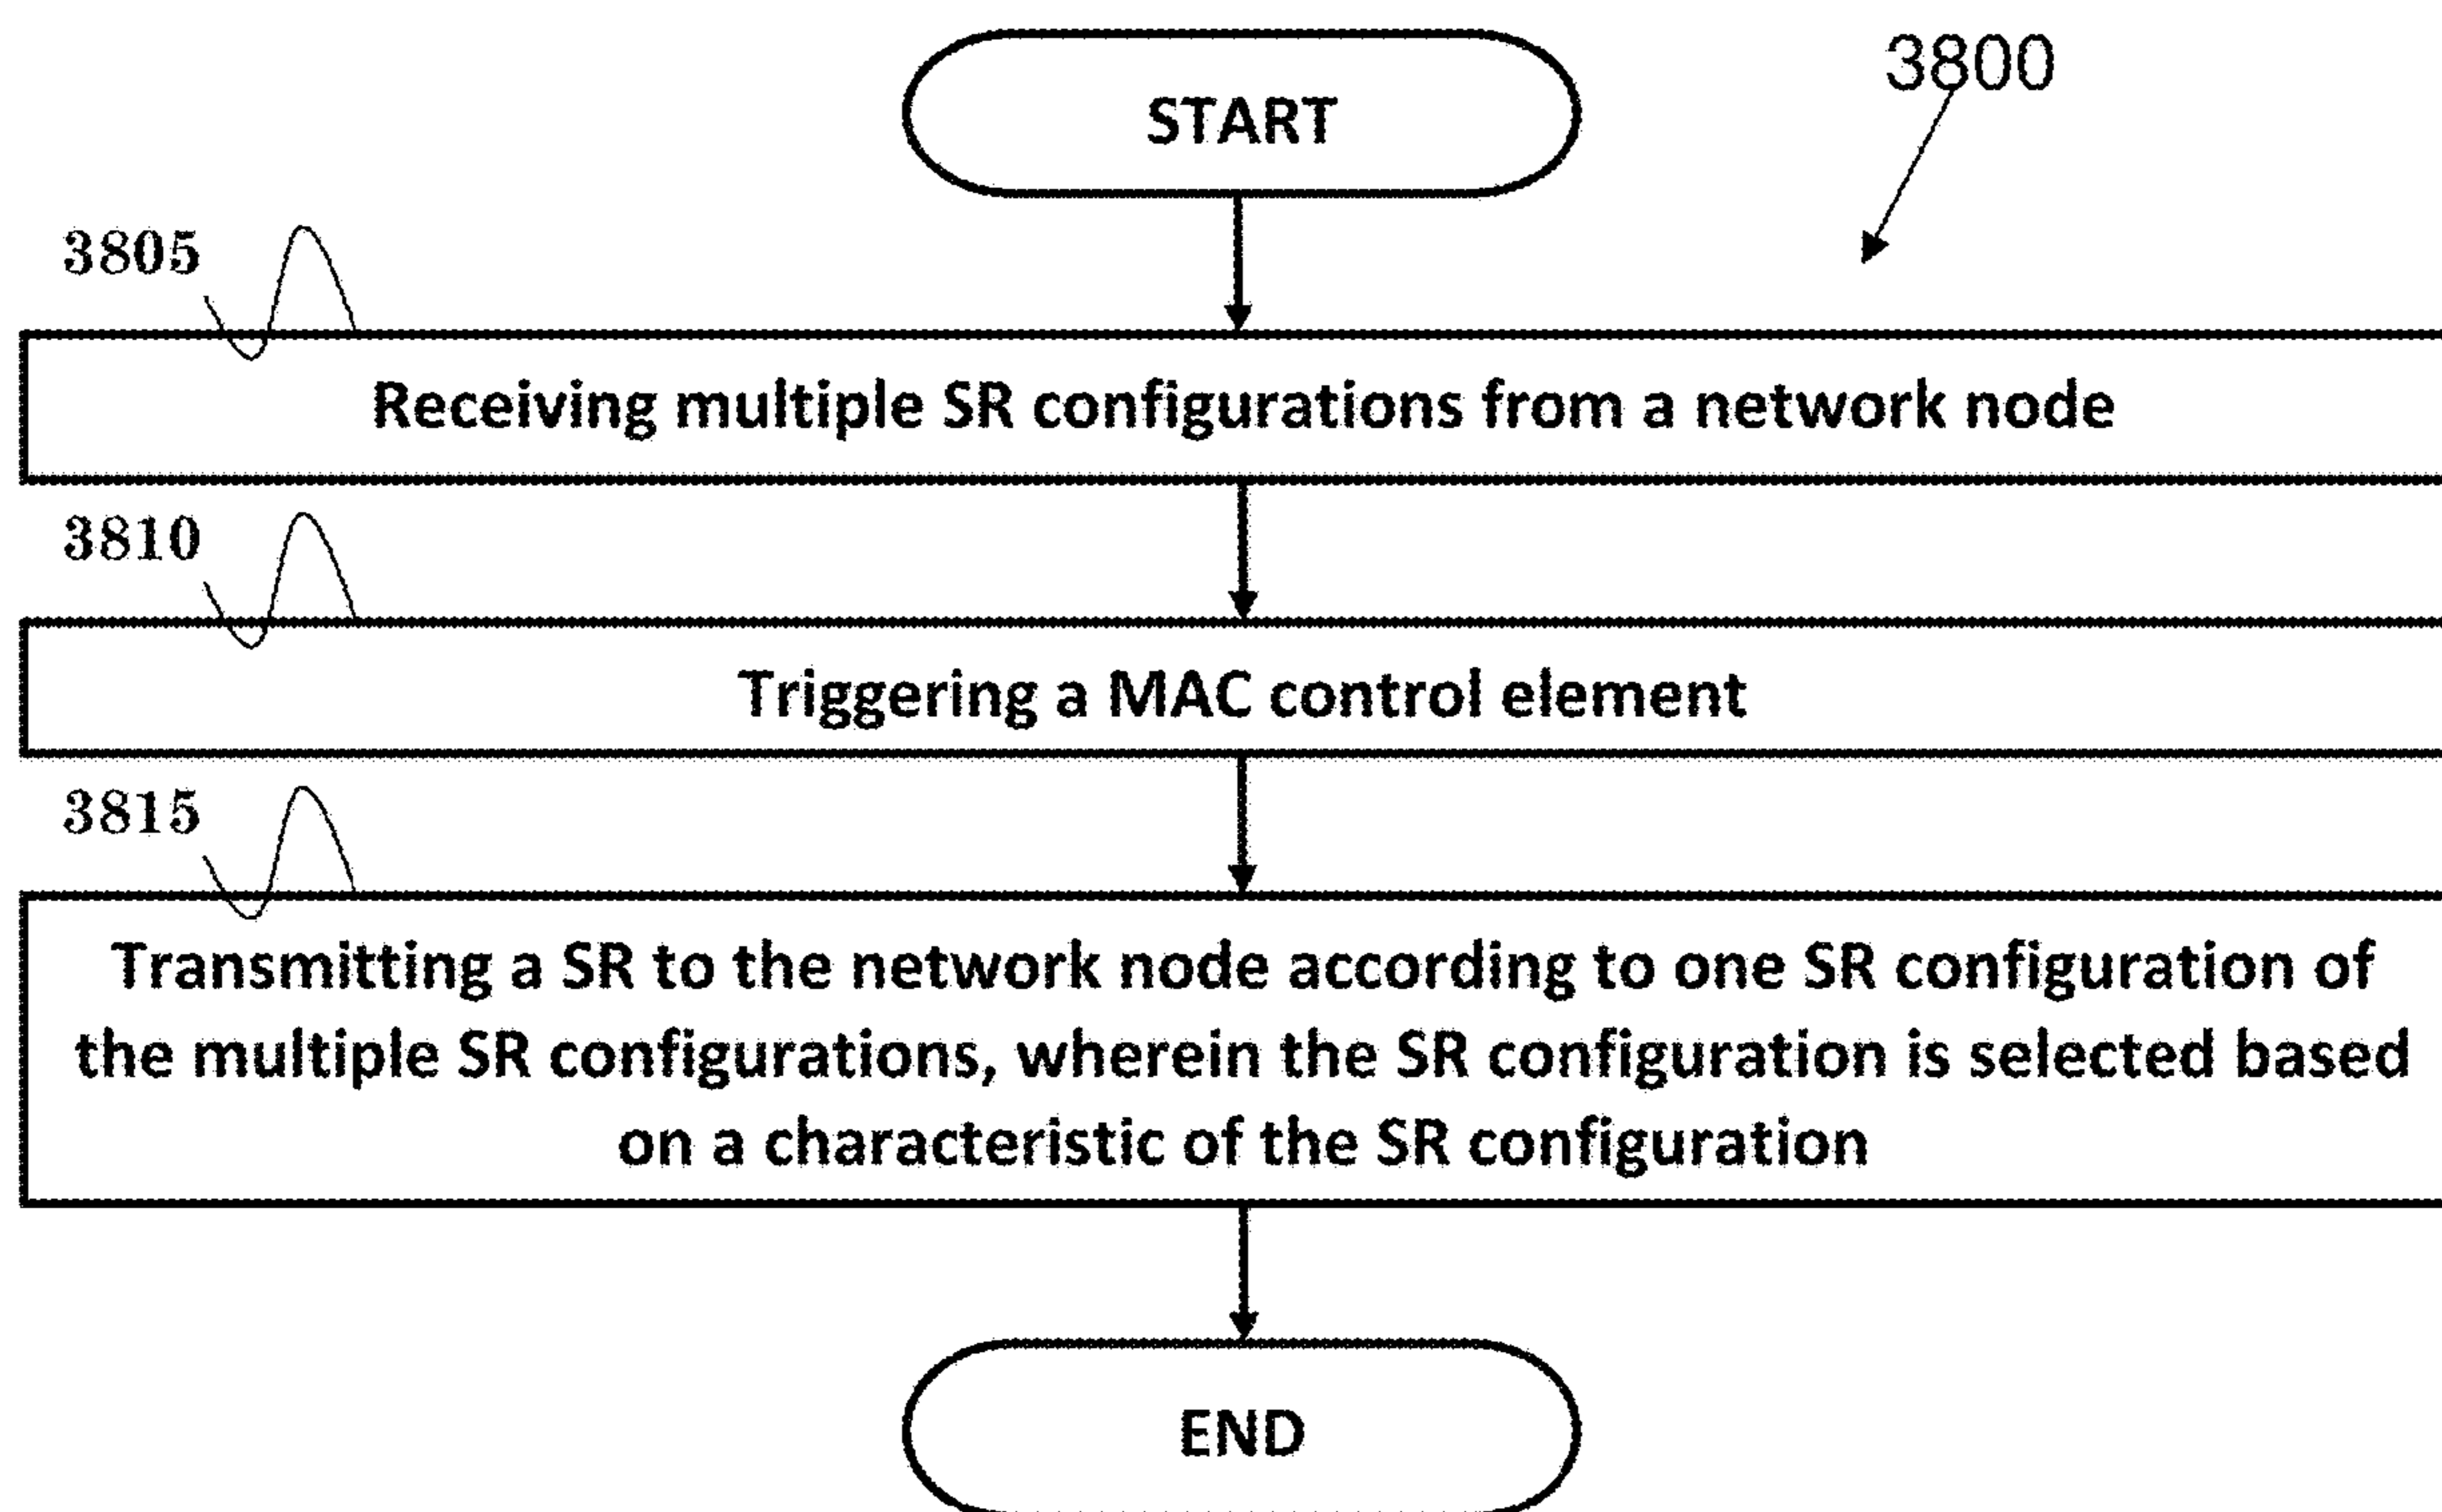 START
3800
3805
Receiving multiple SR configurations from a network node
3810
Triggering a MAC control element
3815
Transmitting a SR to the network node according to one SR configuration of
the multiple SR configurations, wherein the SR configuration is selected based
on a characteristic of the SR configuration
END